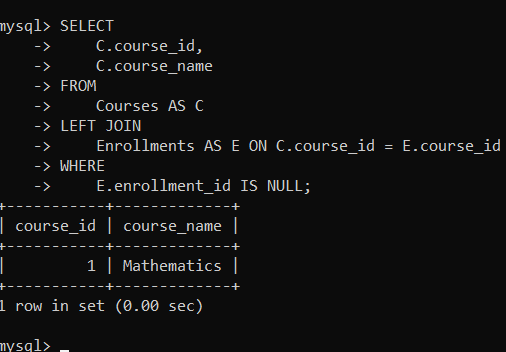 mysql> SELECT
    ->     C.course_id,
    ->     C.course_name
    -> FROM
    ->     Courses AS C
    -> LEFT JOIN
    ->     Enrollments AS E ON C.course_id = E.course_id
    -> WHERE
    ->     E.enrollment_id IS NULL;
+-----------+-------------+
| course_id | course_name |
+-----------+-------------+
|         1 | Mathematics |
+-----------+-------------+
1 row in set (0.00 sec)
mysql> _